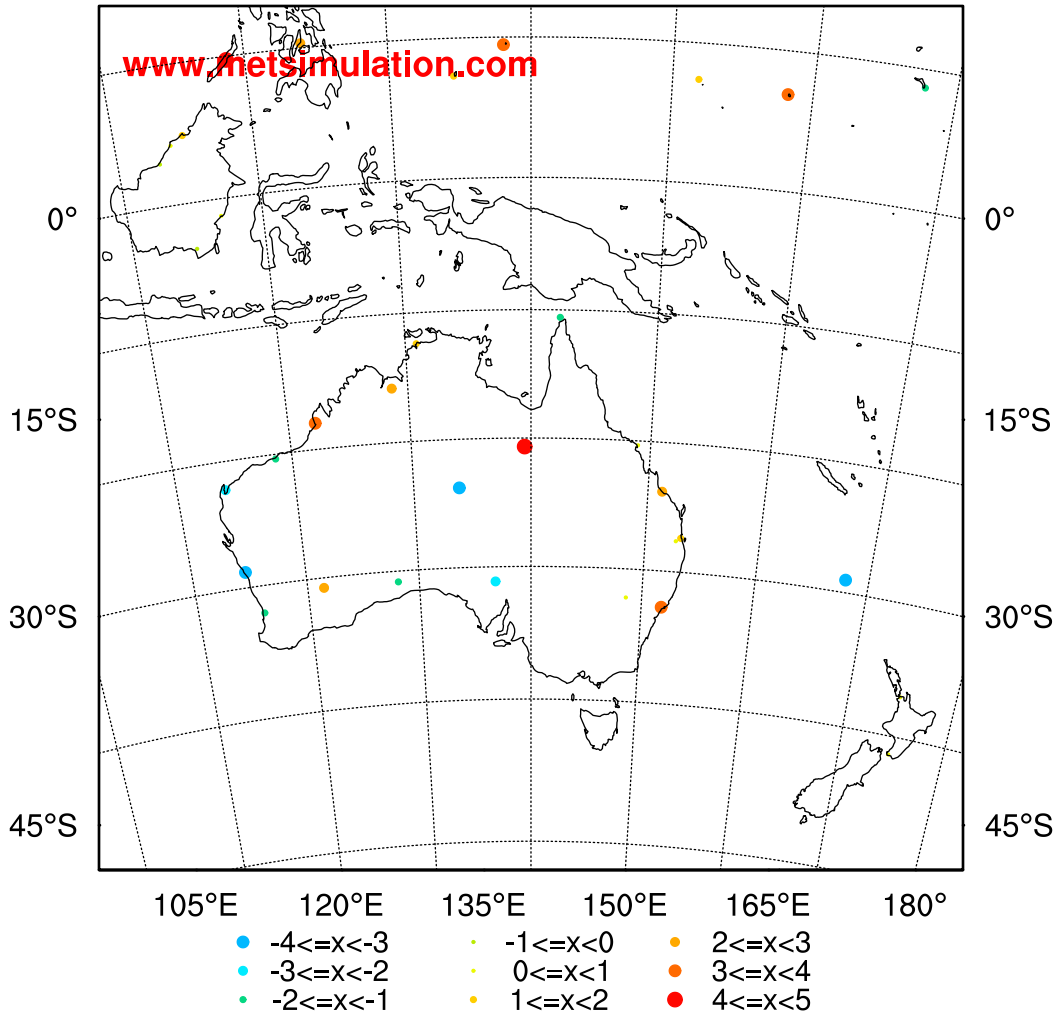 www.metsimulation.com
0° 0°
15°S 15°S
30°S 30°S
45°S 45°S
105°E 120°E 135°E 150°E 165°E 180°
-4<=x<-3 -1<=x<0 2<=x<3
-3<=x<-2 0<=x<1 3<=x<4
-2<=x<-1 1<=x<2 4<=x<5